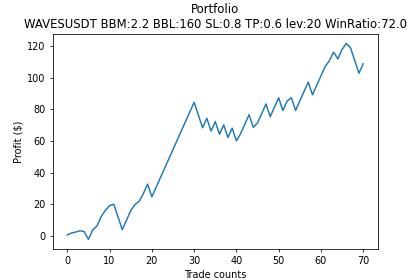 Portfolio
WAVESUSDT BBM:2.2 BBL:160 SL:0.8 TP:0.6 lev:20 WinRatio:72.0
120
100
80
60
40
20
0
Profit ($)
0 10 20 30 40 50 60 70
Trade counts